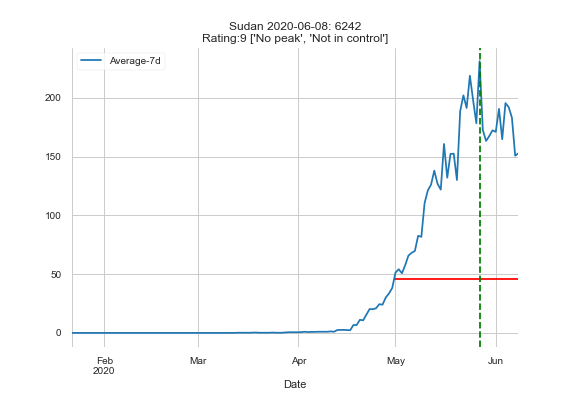 Sudan 2020-06-08: 6242
Rating:9 ['No peak', 'Not in control']
Average-7d
200
150
100
50
0
Feb
2020
Mar
Apr
May
Jun
Date